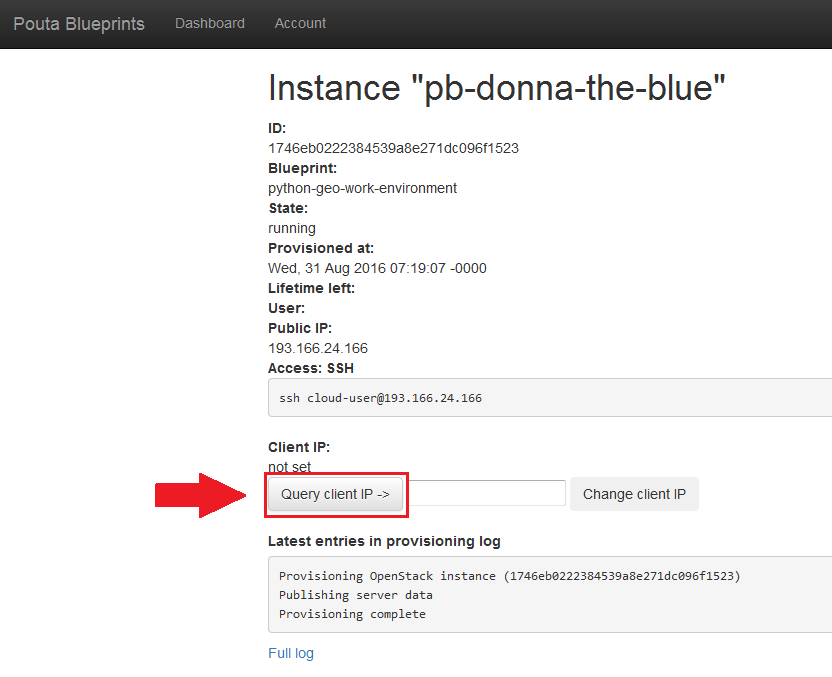 Pouta Blueprints Dashboard Account
Instance "pb-donna-the-blue"
ID:
1746eb0222384539a8e271dc096f1523
Blueprint:
python-geo-work-environment
State:
running
Provisioned at:
Wed, 31 Aug 2016 07:19:07 -0000
Lifetime left:
User:
Public IP:
193.166.24.166
Access: SSH
ssh cloud-user@193.166.24.166
Client IP:
not set
Query client IP -> Change client IP
Latest entries in provisioning log
Provisioning OpenStack instance (1746eb0222384539a8e271dc096f1523)
Publishing server data
Provisioning complete
Full log